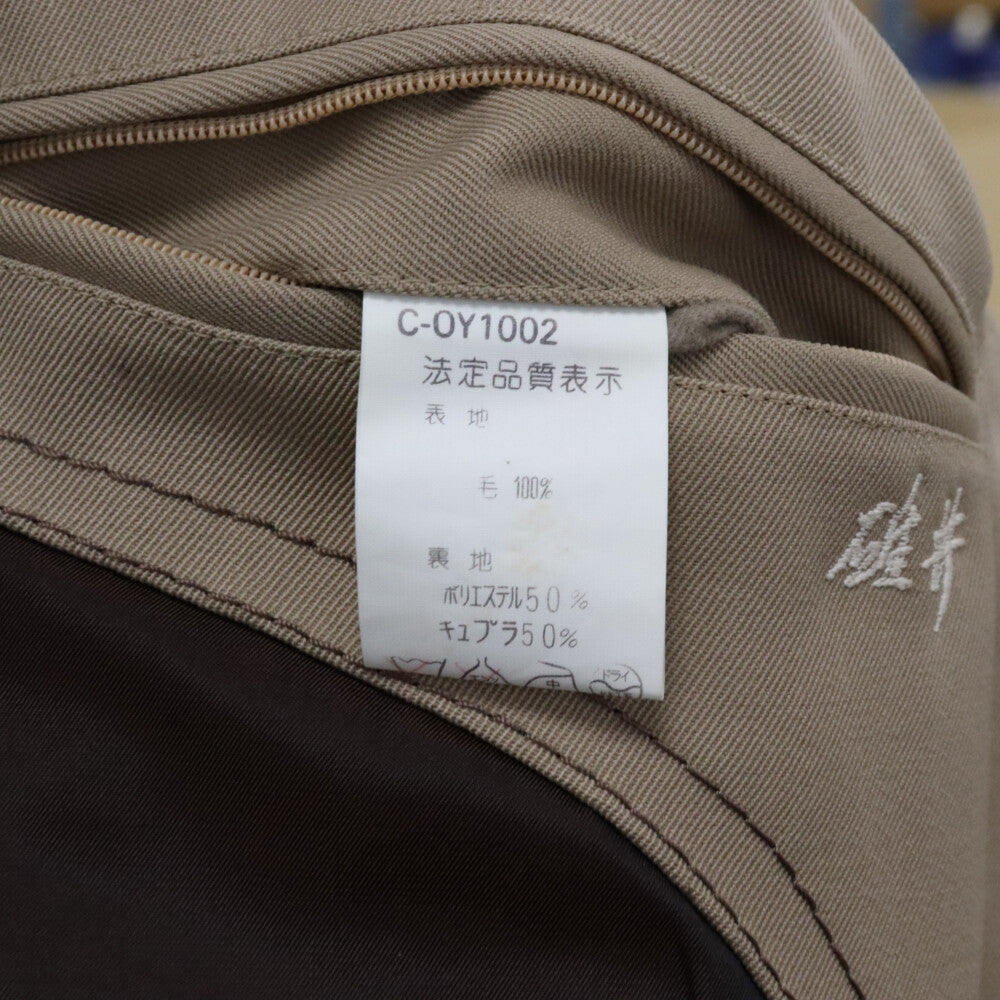 C-OY1002
法定品質表示
表 地
毛 100%
裏 地
ポリエステル50%
キュプラ50%
中
ドライ